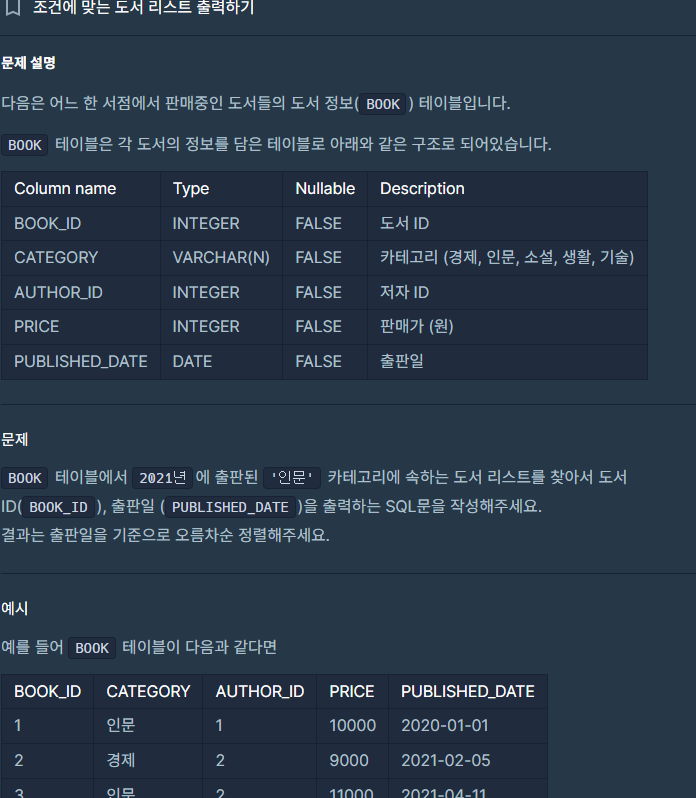 조건에 맞는 도서 리스트 출력하기
문제 설명
다음은 어느 한 서점에서 판매중인 도서들의 도서 정보(BOOK) 테이블입니다.
BOOK 테이블은 각 도서의 정보를 담은 테이블로 아래와 같은 구조로 되어있습니다.
Column name Type Nullable Description
BOOK_ID INTEGER FALSE 도서 ID
CATEGORY VARCHAR(N) FALSE 카테고리 (경제, 인문, 소설, 생활, 기술)
AUTHOR_ID INTEGER FALSE 저자 ID
PRICE INTEGER FALSE 판매가 (원)
PUBLISHED_DATE DATE FALSE 출판일
문제
BOOK 테이블에서 2021년에 출판된 '인문' 카테고리에 속하는 도서 리스트를 찾아서 도서
ID(BOOK_ID), 출판일 (PUBLISHED_DATE)을 출력하는 SQL문을 작성해주세요.
결과는 출판일을 기준으로 오름차순 정렬해주세요.
예시
예를 들어 BOOK 테이블이 다음과 같다면
BOOK_ID CATEGORY AUTHOR_ID PRICE PUBLISHED_DATE
1 인문 1 10000 2020-01-01
2 경제 2 9000 2021-02-05
3 인문 2 11000 2021-04-11